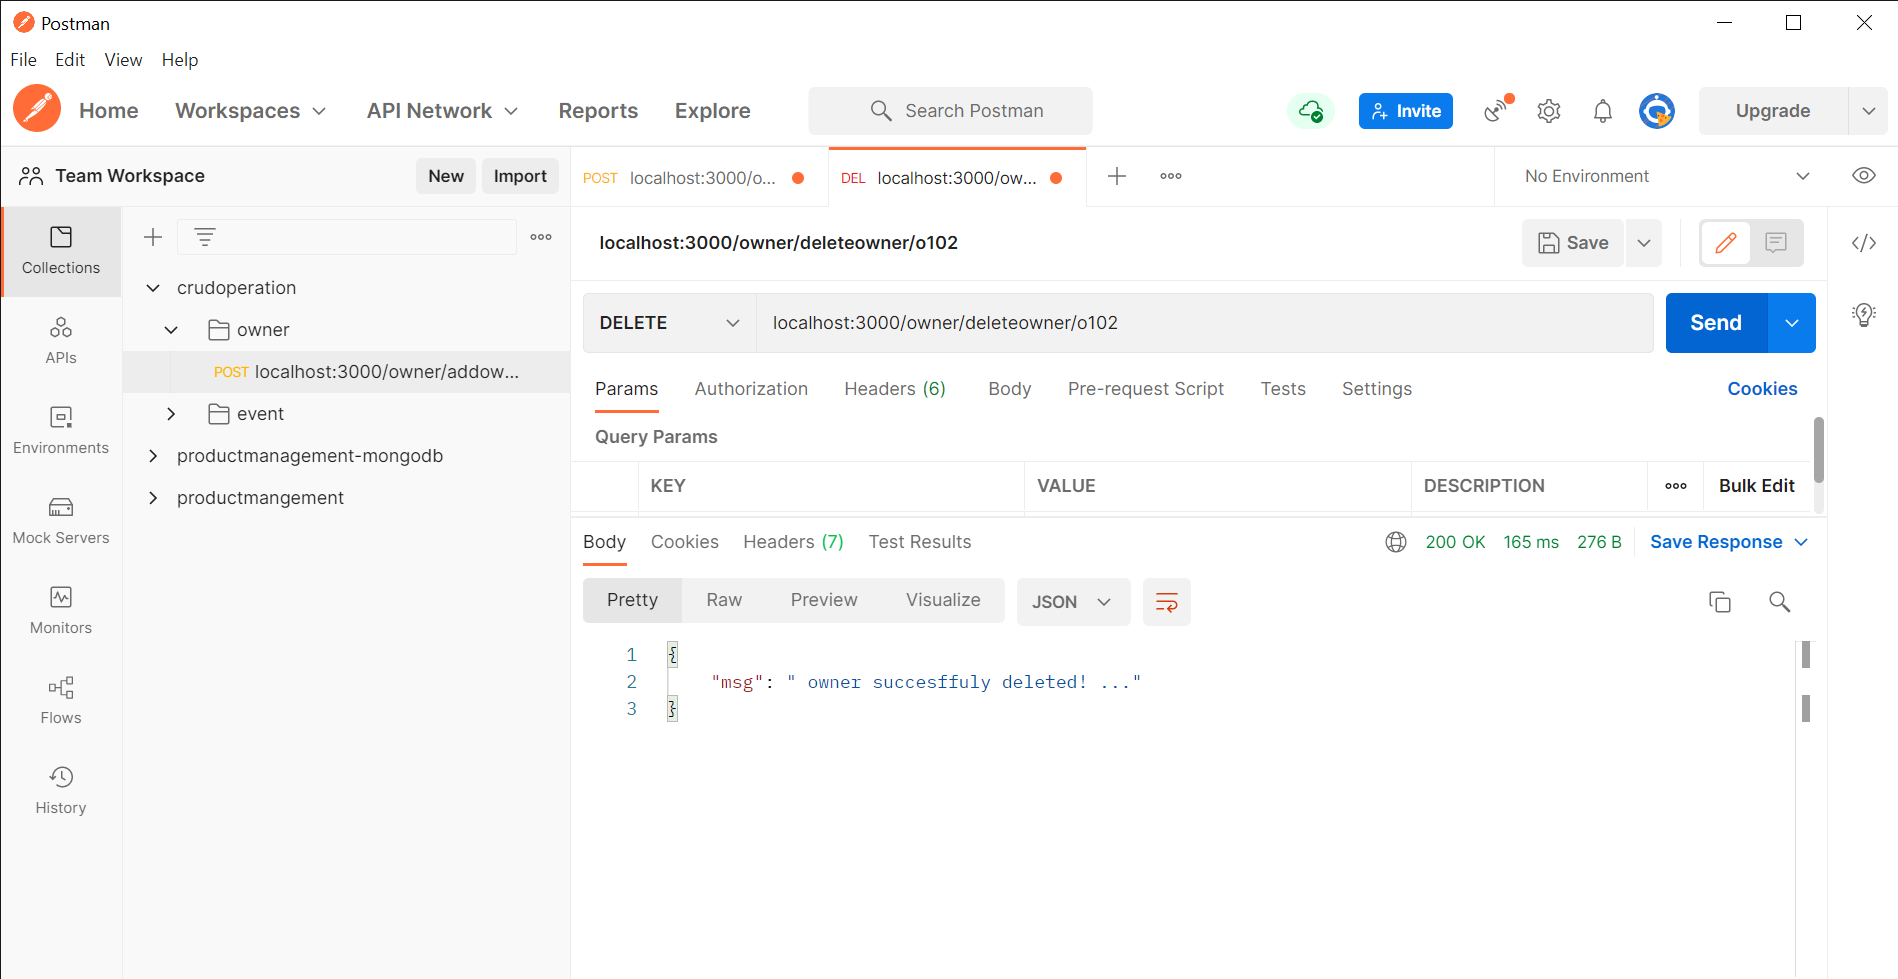 Postman
File Edit View Help
Home Workspaces API Network Reports Explore Search Postman Invite Upgrade
Team Workspace New Import POST localhost:3000/o... DEL localhost:3000/ow... No Environment
Collections
localhost:3000/owner/deleteowner/o102 Save
crudoperation
owner
DELETE localhost:3000/owner/deleteowner/o102 Send
APIs
POST localhost:3000/owner/addow...
Params Authorization Headers (6) Body Pre-request Script Tests Settings Cookies
event
Query Params
Environments
productmanagement-mongodb
KEY VALUE DESCRIPTION Bulk Edit
productmangement
Mock Servers
Body Cookies Headers (7) Test Results 200 OK 165 ms 276 B Save Response
Pretty Raw Preview Visualize JSON
Monitors
1 {
2 "msg": " owner succesffuly deleted! ..."
3 }
Flows
History